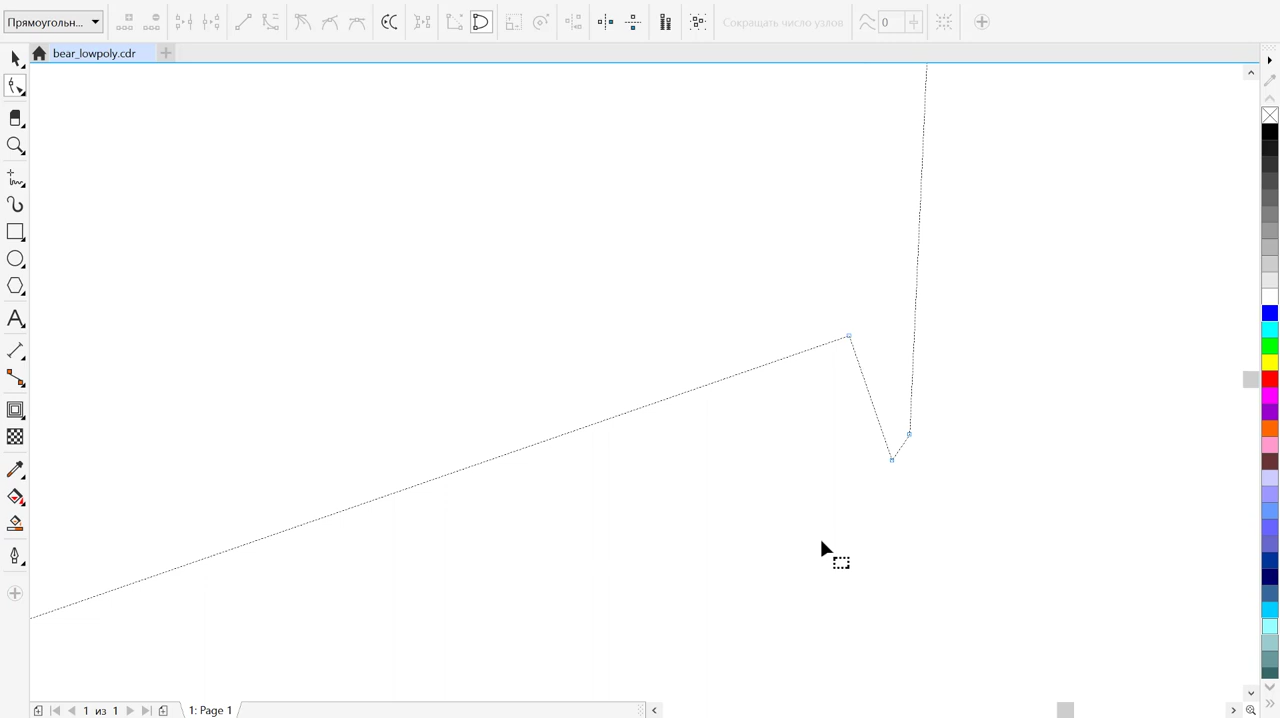 Прямоугольн...
Сокращать число узлов
0
bear_lowpoly.cdr
1 из 1
1: Page 1